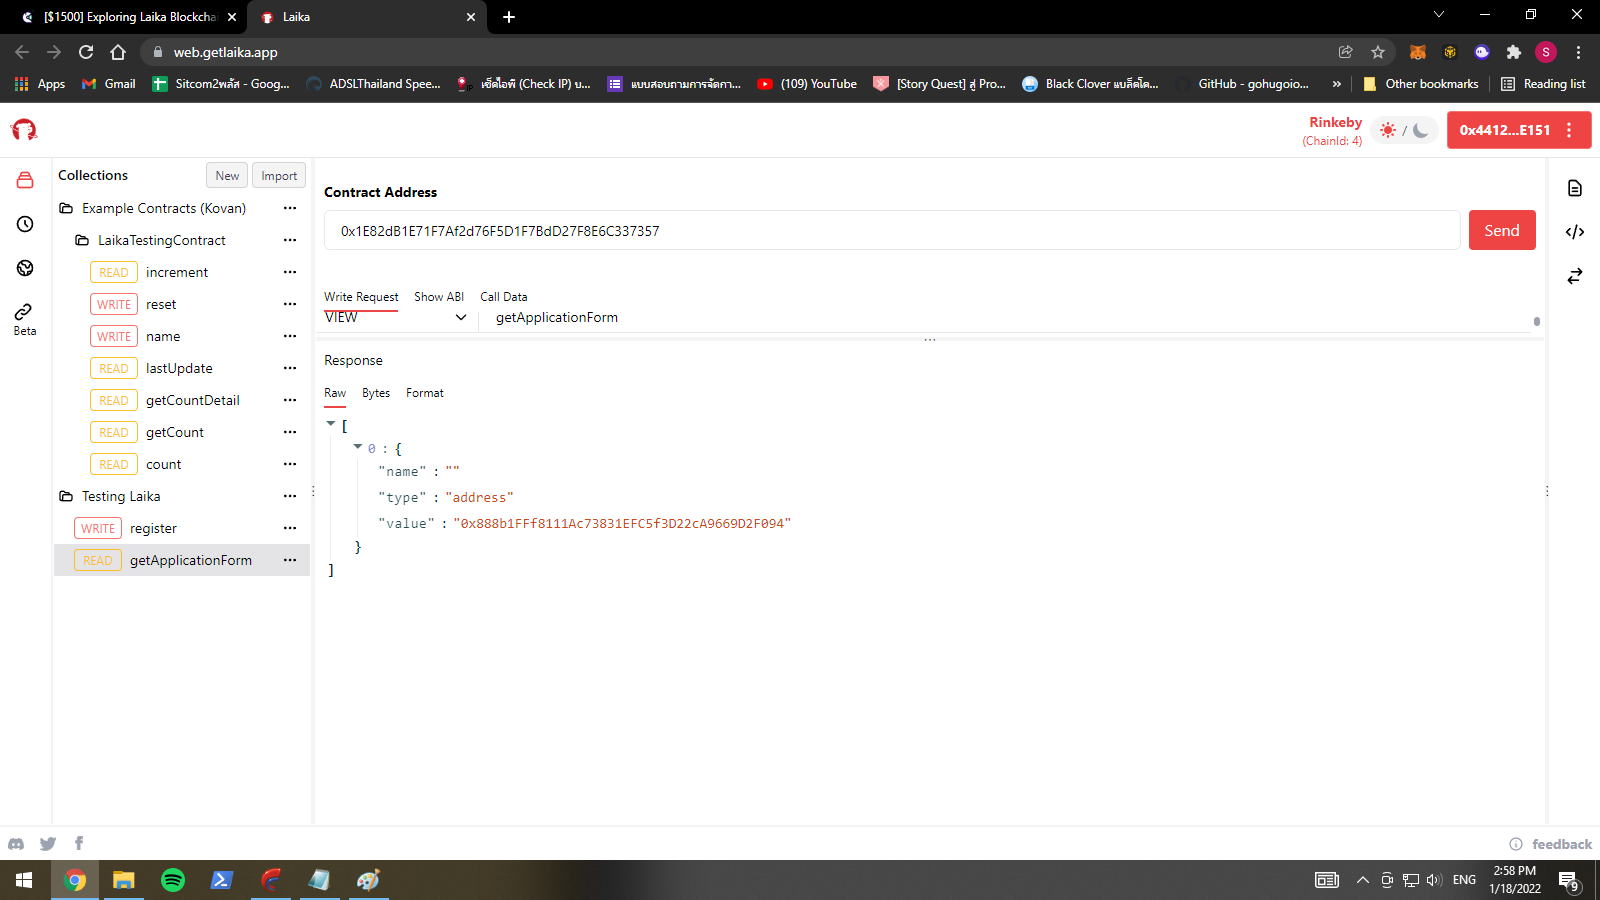 [$1500] Exploring Laika Blockcha
Laika
web.getlaika.app
S
Apps
Gmail
Sitcom2พลัส - Goog...
ADSLThailand Spee...
เช็คไอพี (Check IP) บ...
แบบสอบถามการจัดกา...
(109) YouTube
[Story Quest] สู่ Pro...
Black Clover แบล็คโค...
GitHub - gohugoio...
»
Other bookmarks
Reading list
Rinkeby
(ChainId: 4)
/
0x4412...E151
Collections
New
Import
Example Contracts (Kovan)
LaikaTestingContract
READ increment
WRITE reset
WRITE name
READ lastUpdate
READ getCountDetail
READ getCount
READ count
Testing Laika
WRITE register
READ getApplicationForm
Beta
Contract Address
0x1E82dB1E71F7Af2d76F5D1F7BdD27F8E6C337357
Send
Write Request Show ABI Call Data
VIEW getApplicationForm
Response
Raw Bytes Format
[
0 : {
"name" : ""
"type" : "address"
"value" : "0x888b1FFf8111Ac73831EFC5f3D22cA9669D2F094"
}
]
feedback
ENG
2:58 PM
1/18/2022
9